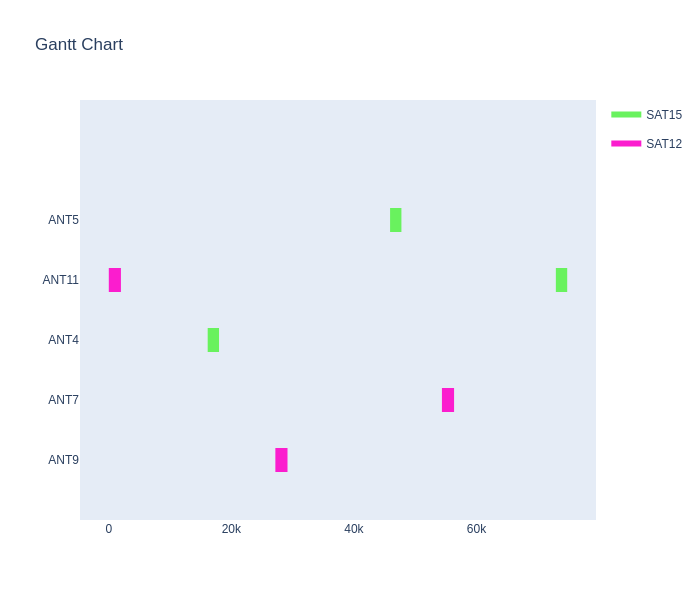 Gantt Chart
SAT15
SAT12
ANT5
ANT11
ANT4
ANT7
ANT9
0 20k 40k 60k